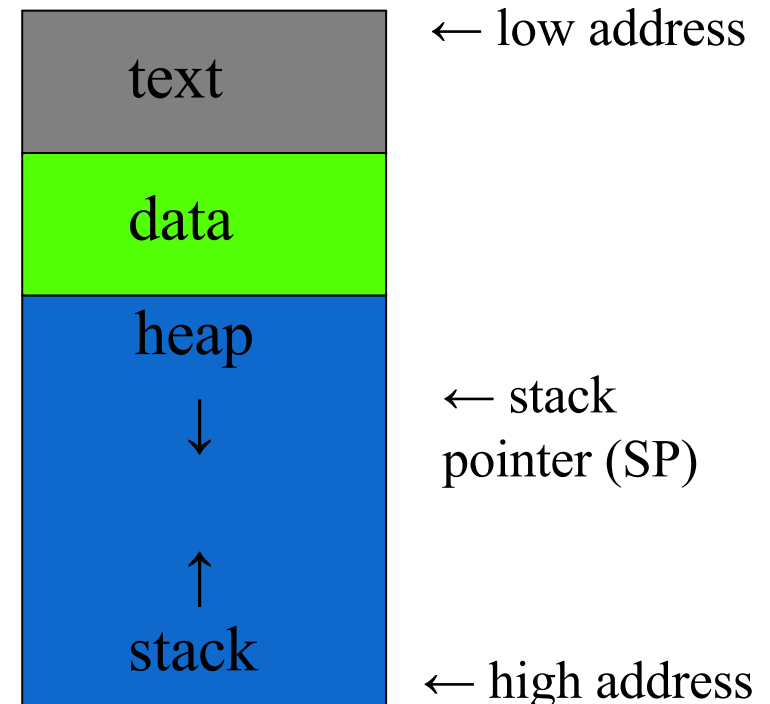 ← low address
text
data
heap
↓
← stack
pointer (SP)
↑
stack
← high address